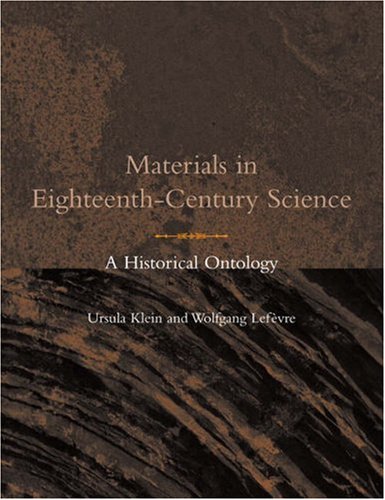 Materials in
Eighteenth-Century Science
A Historical Ontology
Ursula Klein and Wolfgang Lefèvre